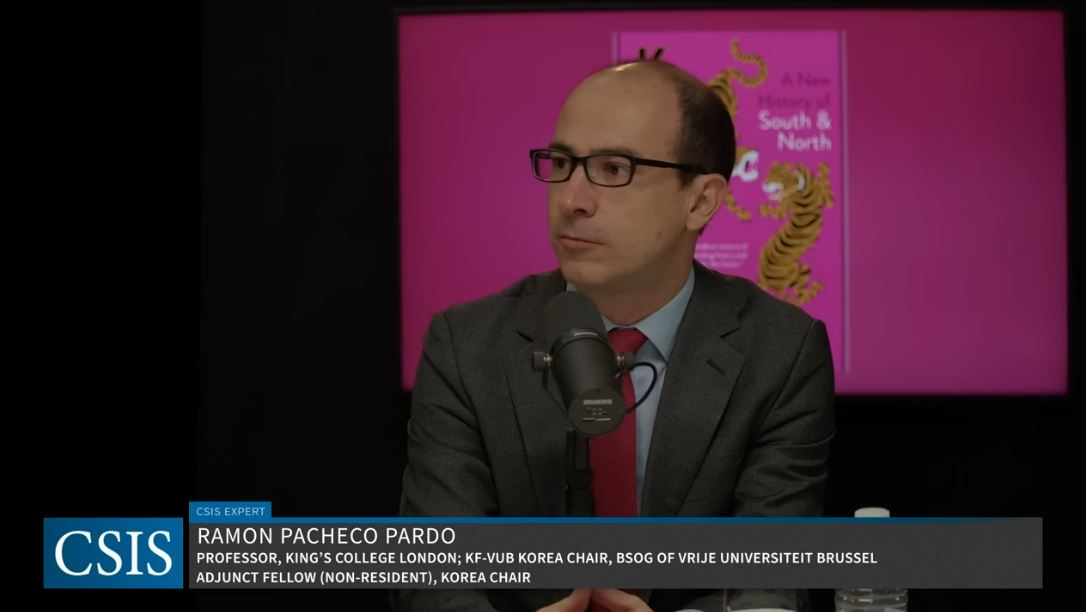 A New
History of
South &
North
CSIS EXPERT
CSIS
RAMON PACHECO PARDO
PROFESSOR, KING'S COLLEGE LONDON; KF-VUB KOREA CHAIR, BSOG OF VRIJE UNIVERSITEIT BRUSSEL
ADJUNCT FELLOW (NON-RESIDENT), KOREA CHAIR